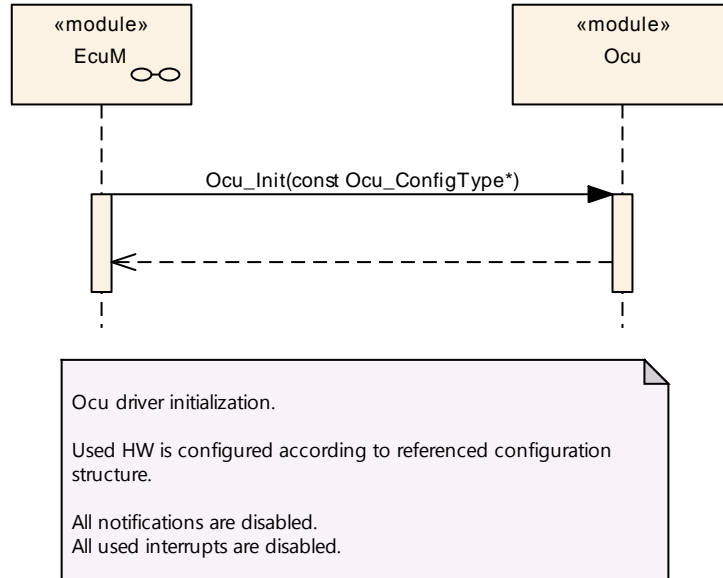 «module»
EcuM
«module»
Ocu
Ocu_Init(const Ocu_ConfigType*)
Ocu driver initialization.
Used HW is configured according to referenced configuration
structure.
All notifications are disabled.
All used interrupts are disabled.